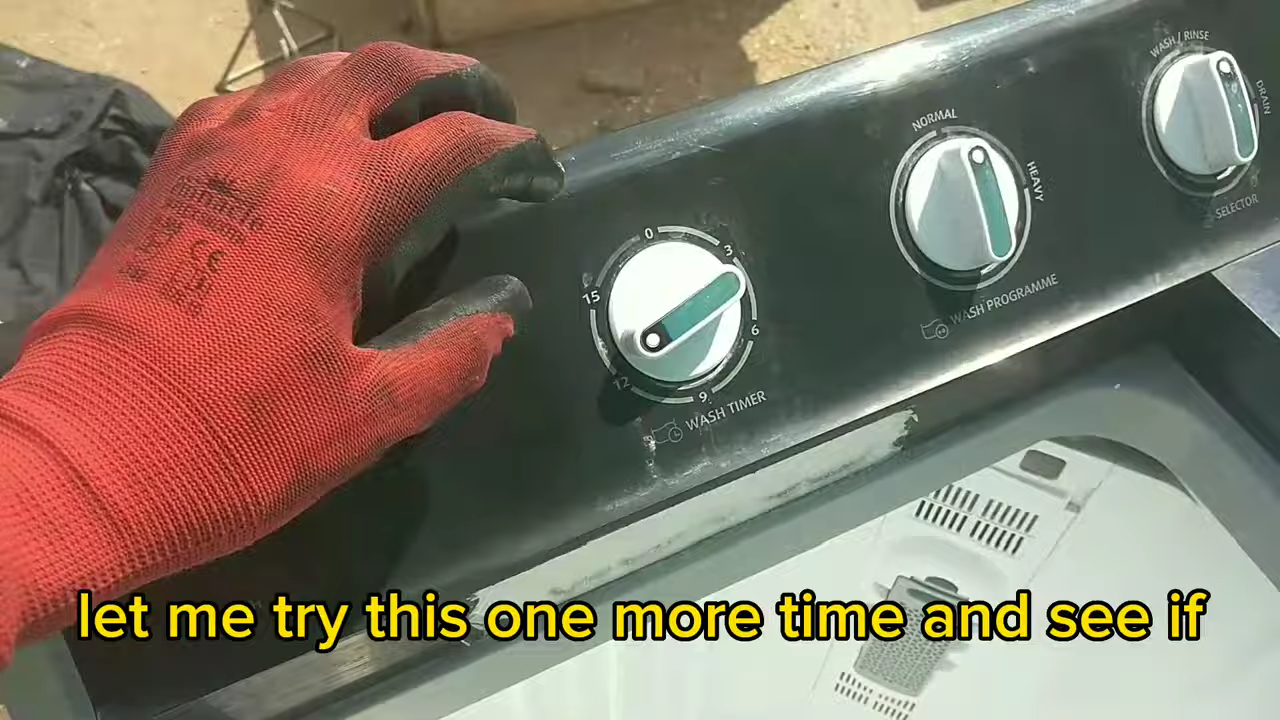 WASH / RINSE
DRAIN
SELECTOR
NORMAL
HEAVY
WASH PROGRAMME
0
3
6
9
12
15
WASH TIMER
CE
let me try this one more time and see if